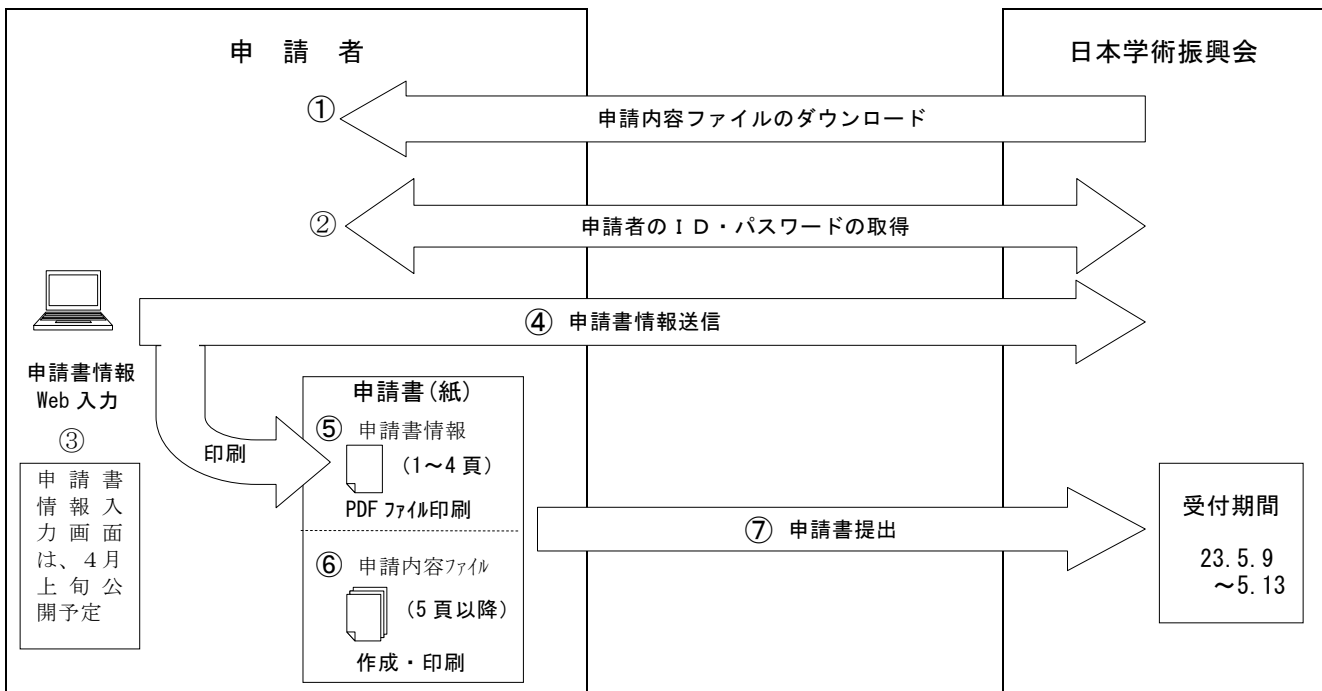 申 請 者
日本学術振興会
①
申請内容ファイルのダウンロード
②
申請者のＩＤ・パスワードの取得
④ 申請書情報送信
申請書情報
Web 入力
③
申請書
情報入
力画面
は、４月
上旬公
開予定
印刷
申請書(紙)
⑤ 申請書情報
(1～4 頁)
PDF ファイル印刷
⑥ 申請内容ファイル
(5 頁以降)
作成・印刷
⑦ 申請書提出
受付期間
23.5.9
～5.13